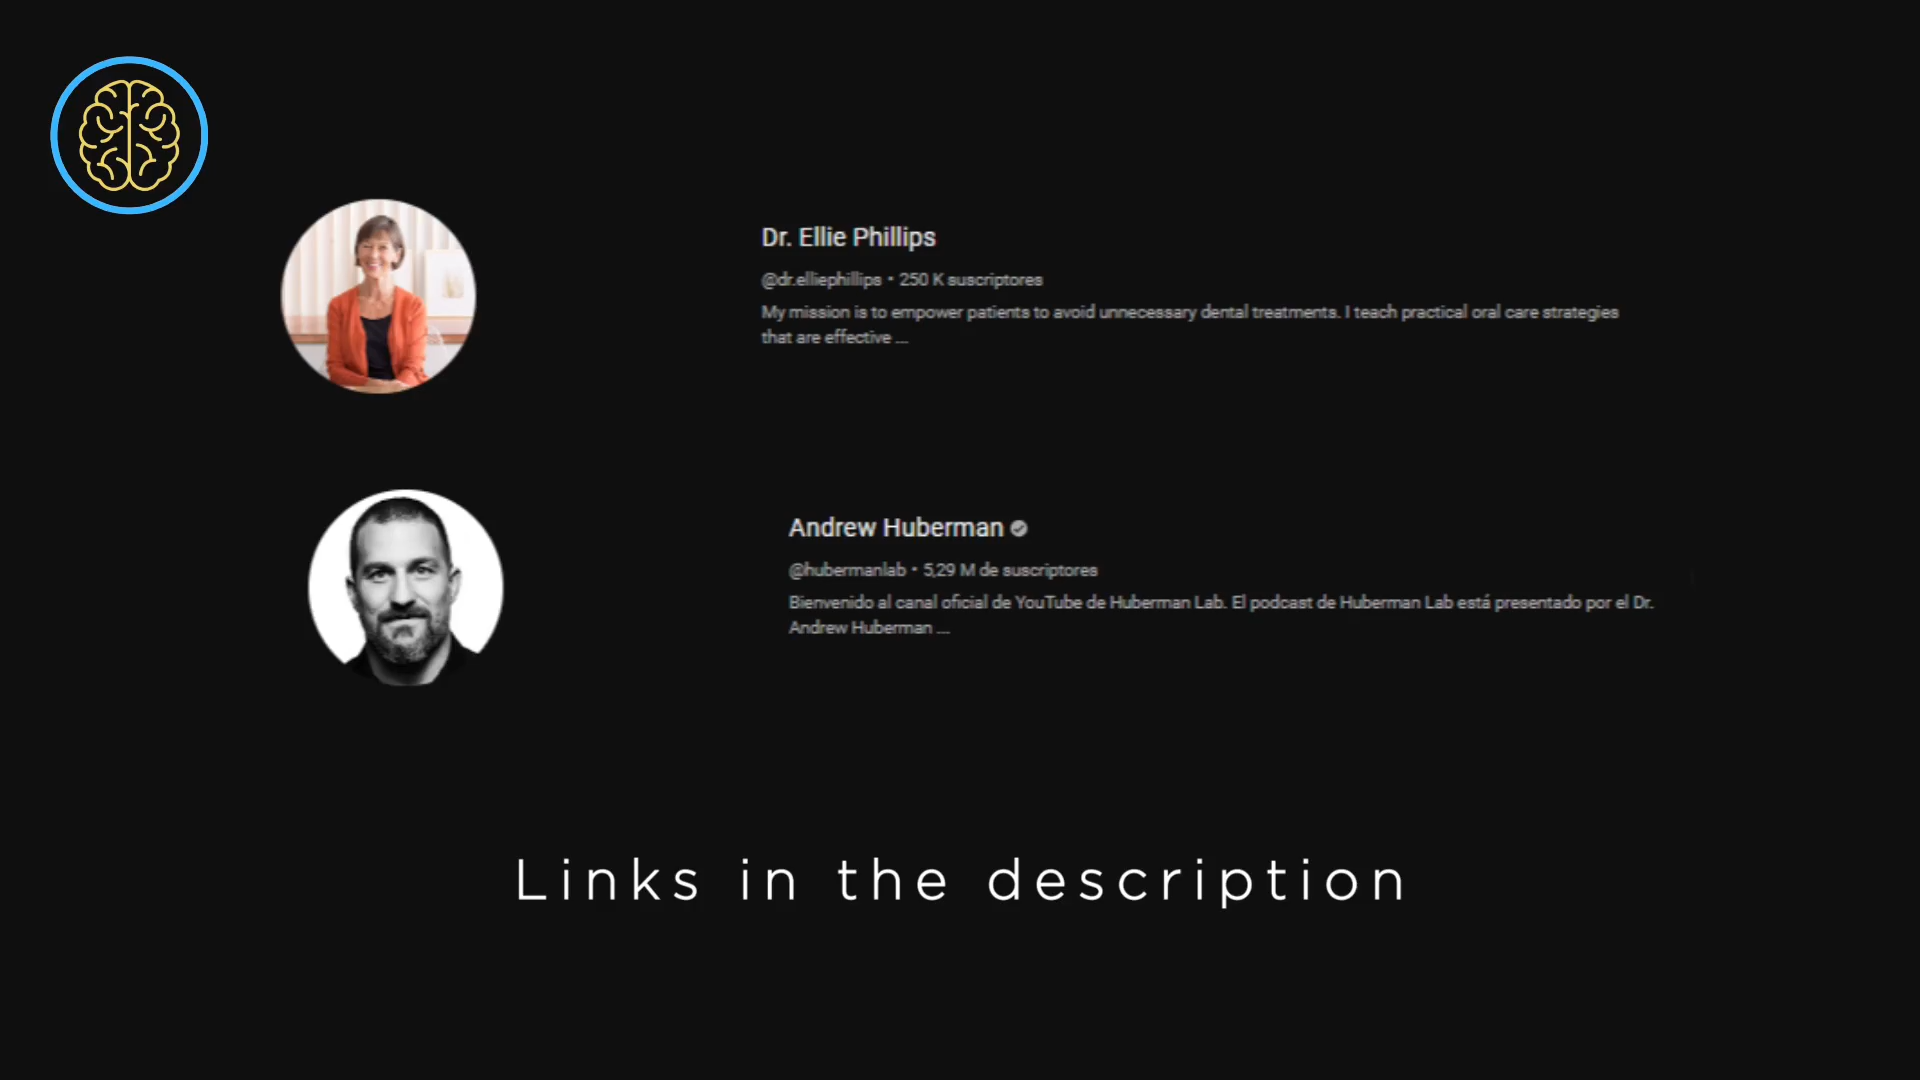 Dr. Ellie Phillips
@dr.elliephillips • 250 K suscriptores
My mission is to empower patients to avoid unnecessary dental treatments. I teach practical oral care strategies
that are effective ...
Andrew Huberman
@hubermanlab • 5,29 M de suscriptores
Bienvenido al canal oficial de YouTube de Huberman Lab. El podcast de Huberman Lab está presentado por el Dr.
Andrew Huberman ...
Links in the description